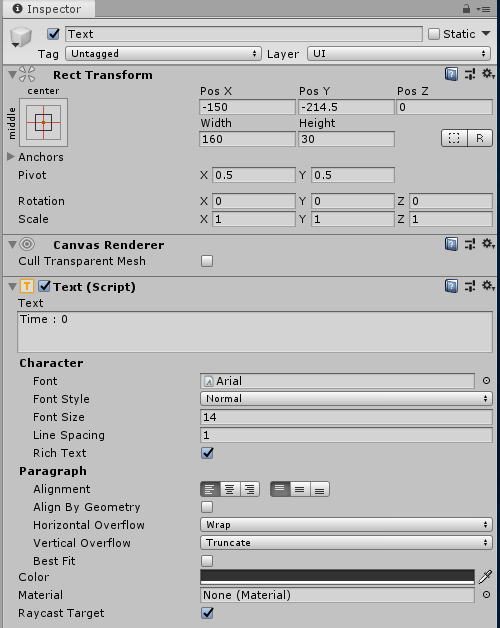 Inspector
Text Static
Tag Untagged Layer UI
Rect Transform
center Pos X Pos Y Pos Z
middle -150 -214.5 0
Width Height
160 30 R
Anchors
Pivot X 0.5 Y 0.5
Rotation X 0 Y 0 Z 0
Scale X 1 Y 1 Z 1
Canvas Renderer
Cull Transparent Mesh
T Text (Script)
Text
Time : 0
Character
Font Arial
Font Style Normal
Font Size 14
Line Spacing 1
Rich Text
Paragraph
Alignment
Align By Geometry
Horizontal Overflow Wrap
Vertical Overflow Truncate
Best Fit
Color
Material None (Material)
Raycast Target